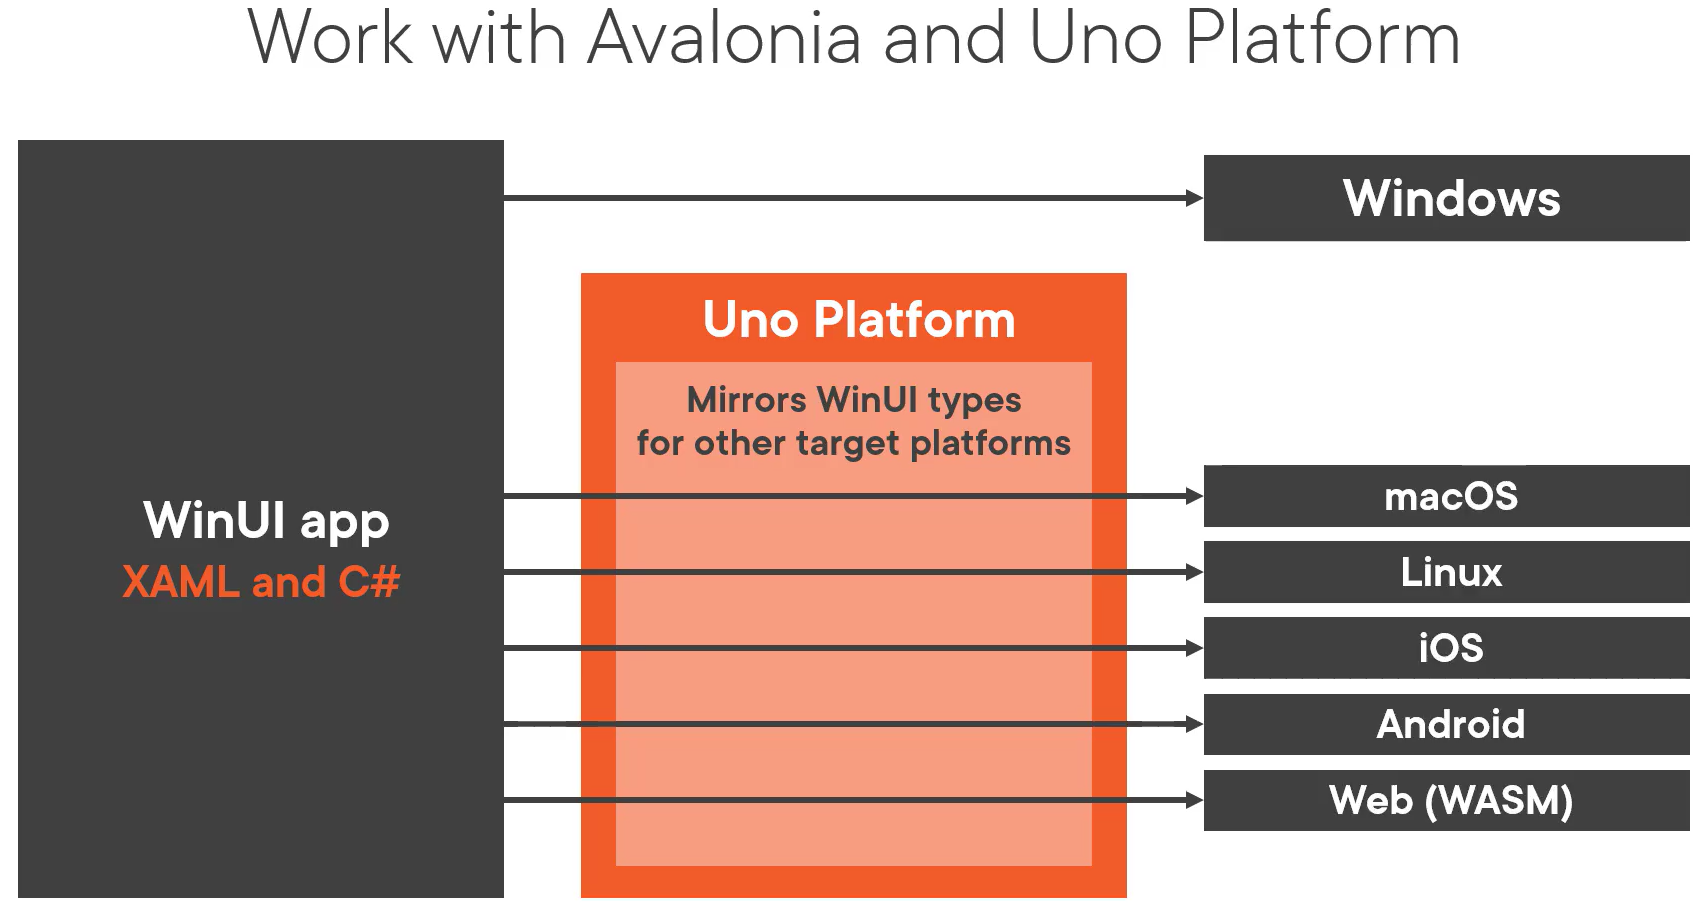 Work with Avalonia and Uno Platform
WinUI app
XAML and C#
Uno Platform
Mirrors WinUI types
for other target platforms
Windows
macOS
Linux
iOS
Android
Web (WASM)